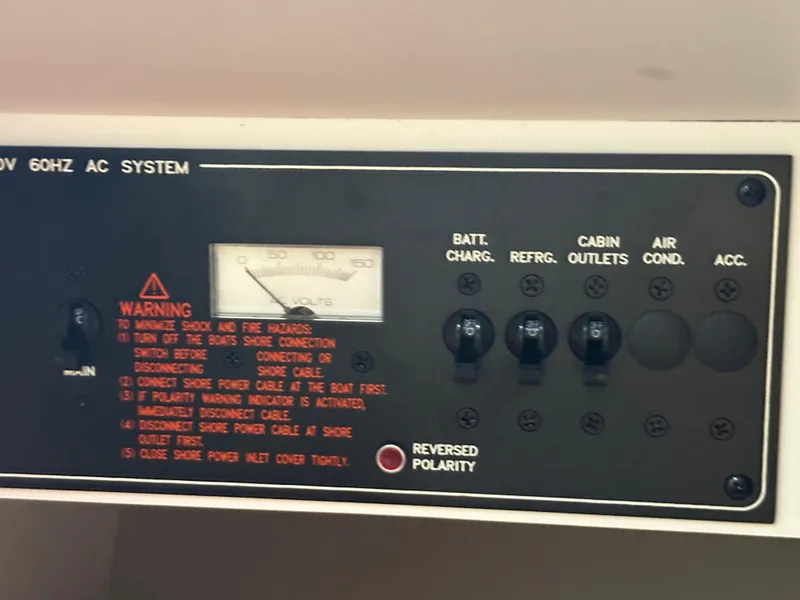 0V 60HZ AC SYSTEM
0 50 100 150
AC VOLTS
WARNING
TO MINIMIZE SHOCK AND FIRE HAZARDS:
(1) TURN OFF THE BOATS SHORE CONNECTION
SWITCH BEFORE CONNECTING OR
DISCONNECTING SHORE CABLE.
(2) CONNECT SHORE POWER CABLE AT THE BOAT FIRST.
(3) IF POLARITY WARNING INDICATOR IS ACTIVATED,
IMMEDIATELY DISCONNECT CABLE.
(4) DISCONNECT SHORE POWER CABLE AT SHORE
OUTLET FIRST.
(5) CLOSE SHORE POWER INLET COVER TIGHTLY.
MAIN
REVERSED
POLARITY
BATT.
CHARG.
REFRG.
CABIN
OUTLETS
AIR
COND.
ACC.
OFF
OFF
OFF